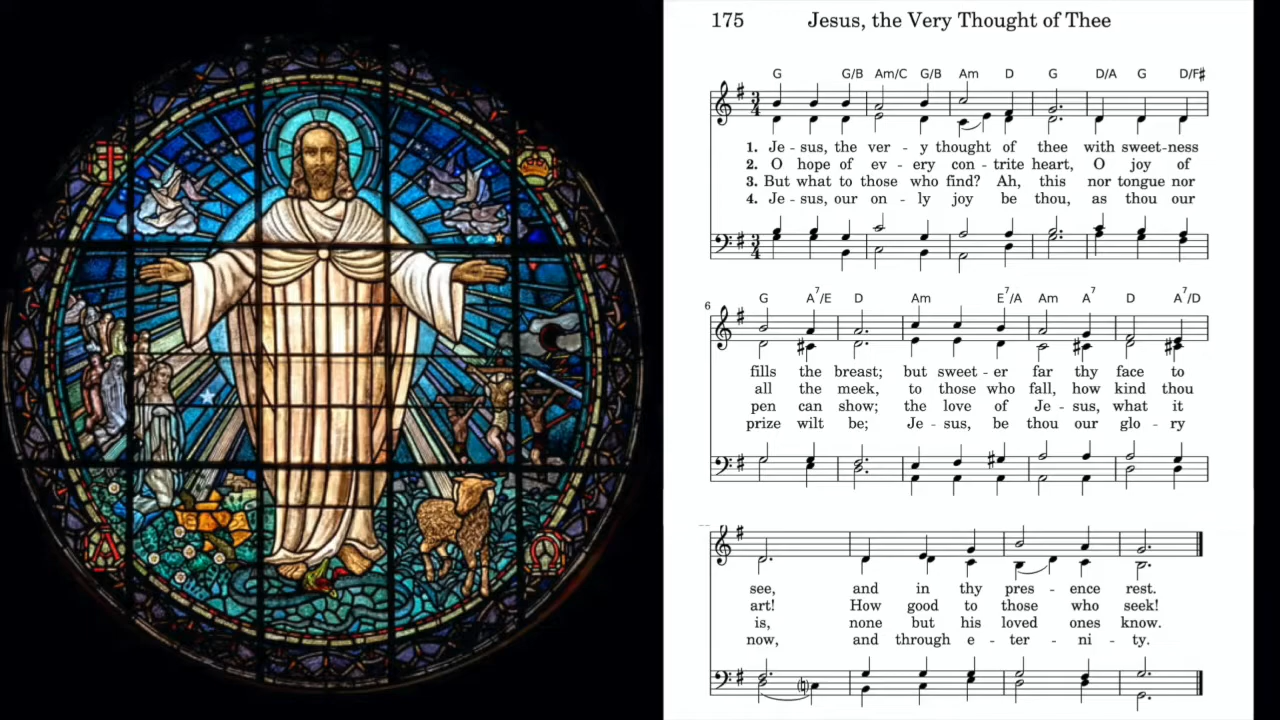 175 Jesus, the Very Thought of Thee
G G/B Am/C G/B Am D G D/A G D/F♯
1. Je - sus, the ver - y thought of thee with sweet-ness
2. O hope of ev - ery con - trite heart, O joy of
3. But what to those who find? Ah, this nor tongue nor
4. Je - sus, our on - ly joy be thou, as thou our
6
G A7/E D Am E7/A Am A7 D A7/D
fills the breast; but sweet - er far thy face to
all the meek, to those who fall, how kind thou
pen can show; the love of Je - sus, what it
prize wilt be; Je - sus, be thou our glo - ry
see, and in thy pres - ence rest.
art! How good to those who seek!
is, none but his loved ones know.
now, and through e - ter - ni - ty.
Α
Ω